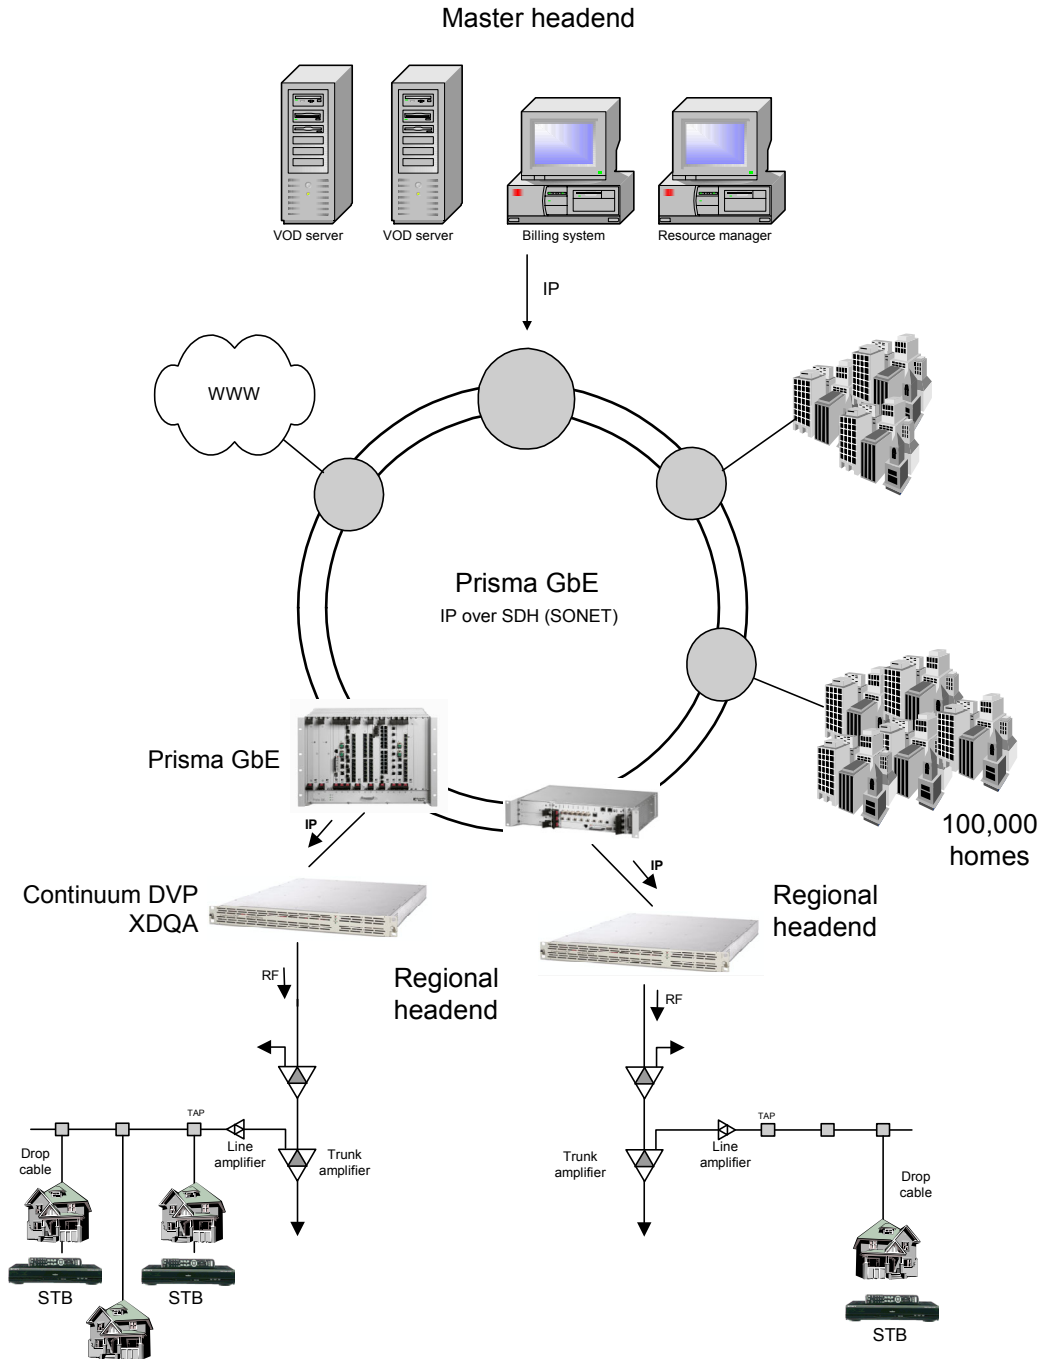 Master headend
VOD server
VOD server
Billing system
Resource manager
IP
WWW
Prisma GbE
IP over SDH (SONET)
Prisma GbE
100,000
homes
IP
IP
Continuum DVP
XDQA
Regional
headend
Regional
headend
RF
RF
TAP
TAP
Drop
cable
Line
amplifier
Trunk
amplifier
Trunk
amplifier
Line
amplifier
Drop
cable
STB
STB
STB